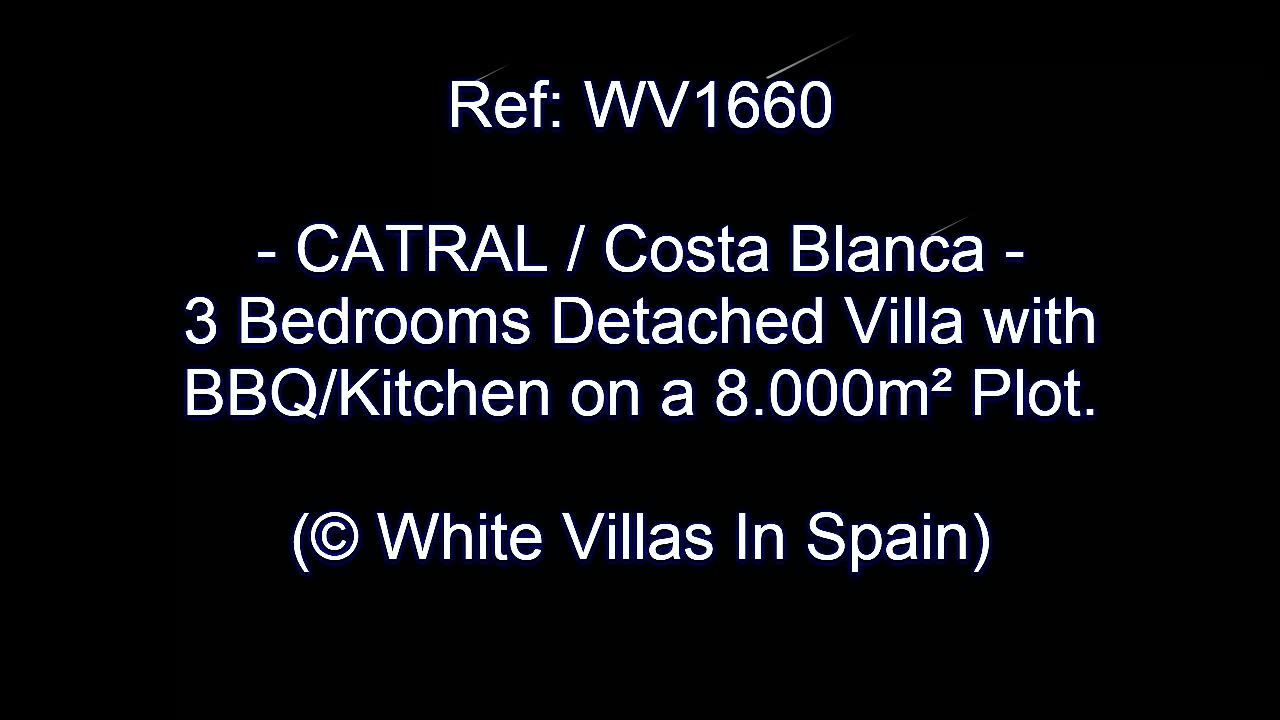 Ref: WV1660
- CATRAL / Costa Blanca -
3 Bedrooms Detached Villa with
BBQ/Kitchen on a 8.000m² Plot.
(© White Villas In Spain)